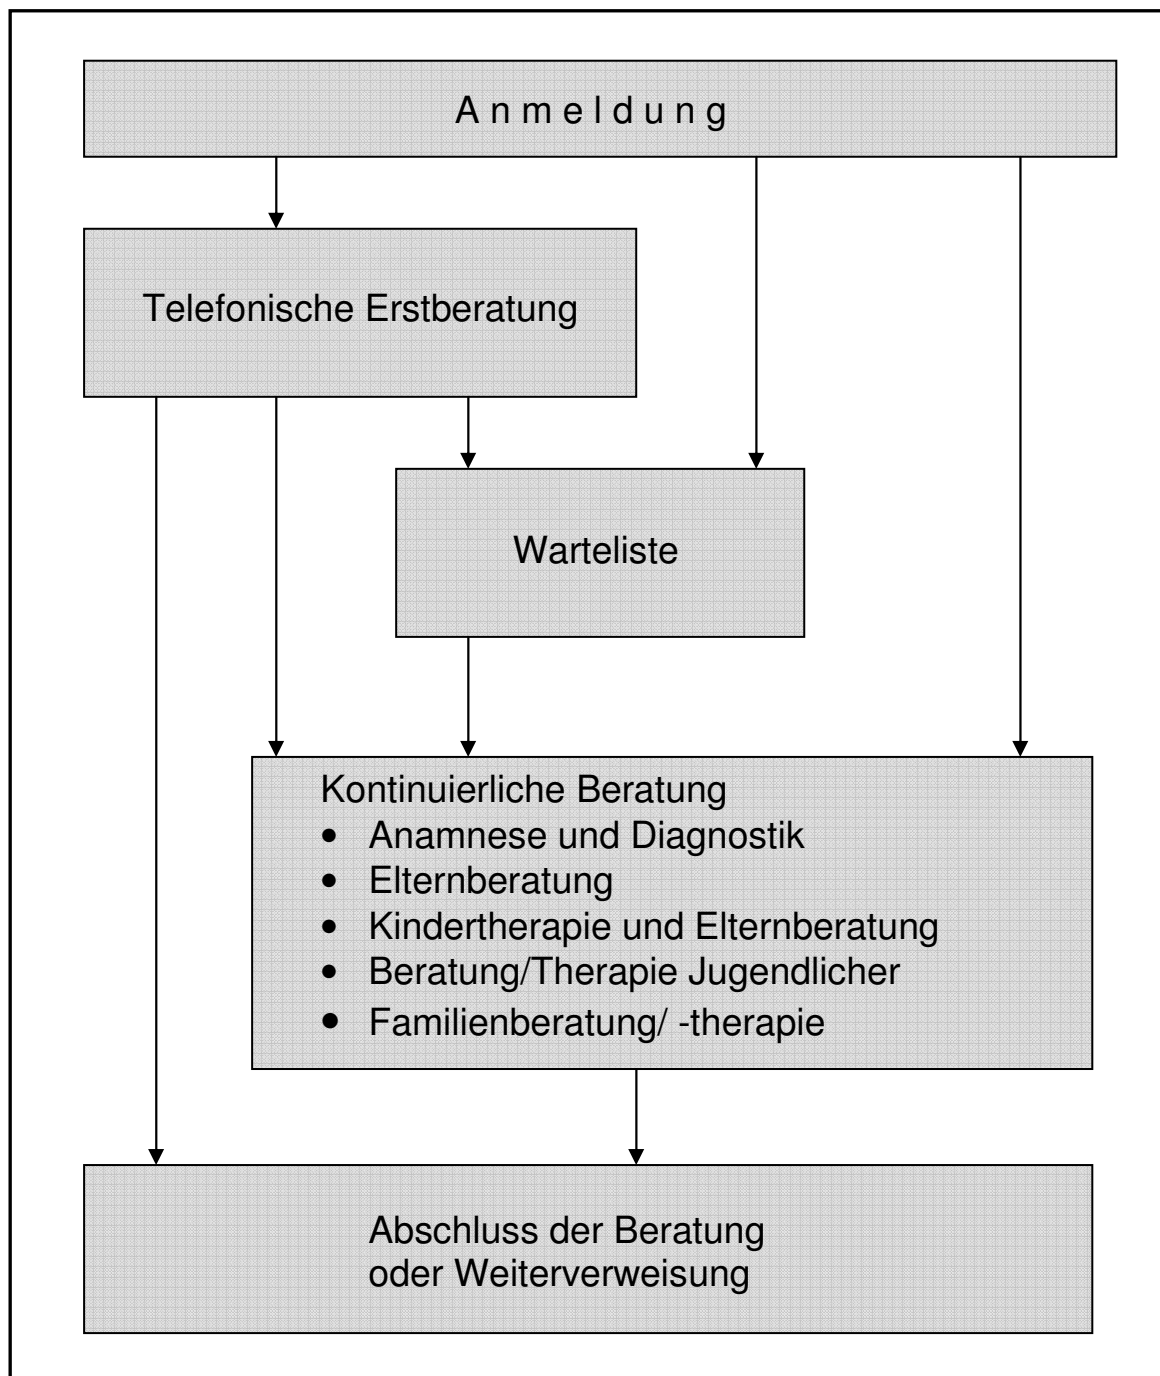 A n m e l d u n g
Telefonische Erstberatung
Warteliste
Kontinuierliche Beratung
• Anamnese und Diagnostik
• Elternberatung
• Kindertherapie und Elternberatung
• Beratung/Therapie Jugendlicher
• Familienberatung/ -therapie
Abschluss der Beratung
oder Weiterverweisung